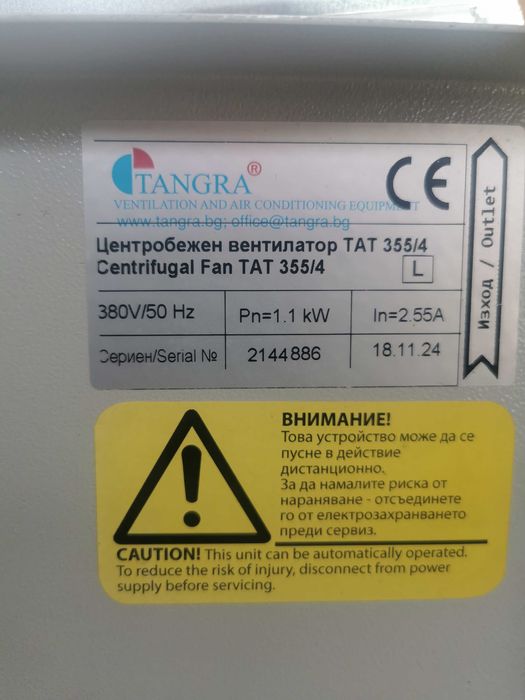 TANGRA®
VENTILATION AND AIR CONDITIONING EQUIPMENT
www.tangra.bg; office@tangra.bg
CE
Центробежен вентилатор ТАТ 355/4
Centrifugal Fan TAT 355/4
L
380V/50 Hz Pn=1.1 kW In=2.55A
Сериен/Serial № 2144886 18.11.24
Изход / Outlet
ВНИМАНИЕ!
Това устройство може да се
пусне в действие
дистанционно.
За да намалите риска от
нараняване - отсъединете
го от електрозахранването
преди сервиз.
CAUTION! This unit can be automatically operated.
To reduce the risk of injury, disconnect from power
supply before servicing.